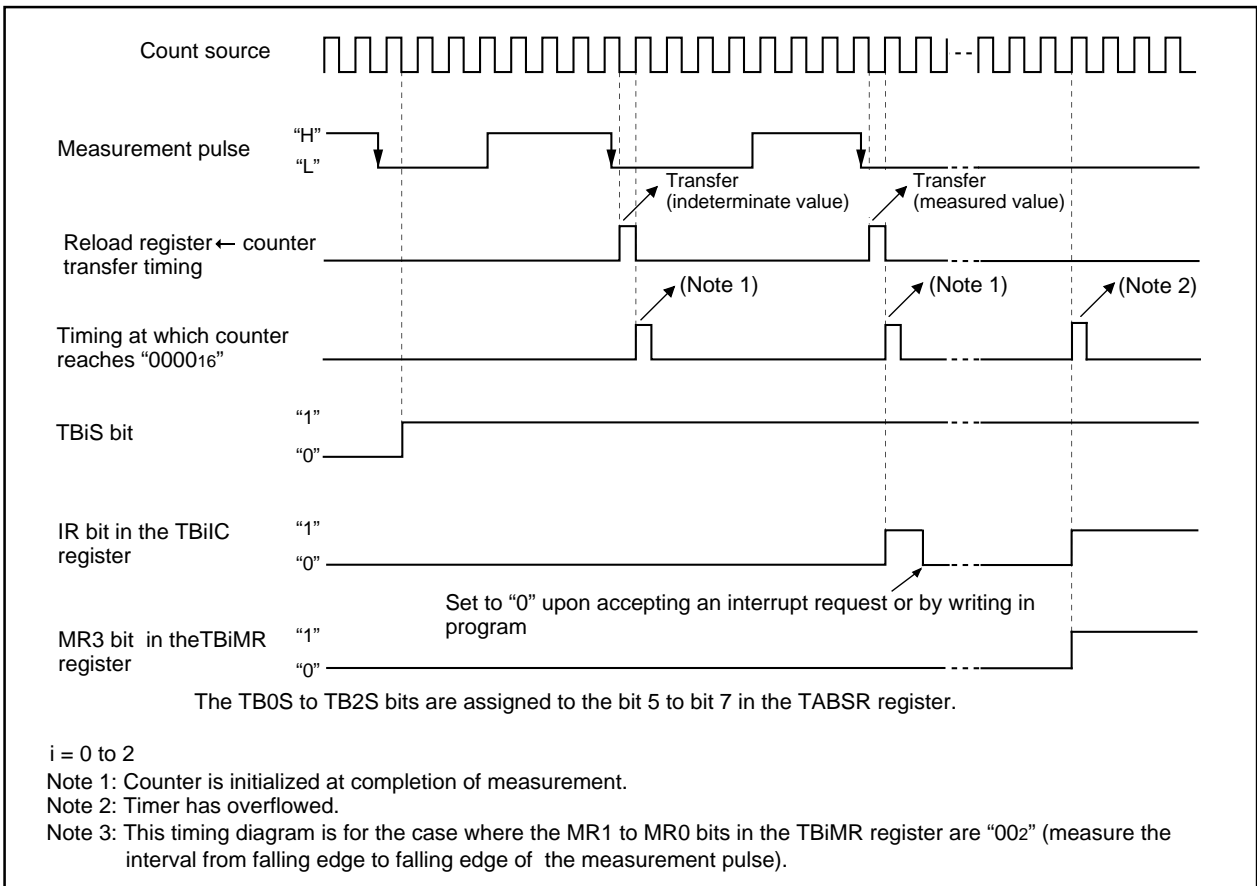 Count source
Measurement pulse
“H”
“L”
Transfer
(indeterminate value)
Transfer
(measured value)
Reload register ← counter
transfer timing
(Note 1)
(Note 1)
(Note 2)
Timing at which counter
reaches “000016”
TBiS bit
“1”
“0”
IR bit in the TBiIC
register
“1”
“0”
Set to “0” upon accepting an interrupt request or by writing in
program
MR3 bit in theTBiMR
register
“1”
“0”
The TB0S to TB2S bits are assigned to the bit 5 to bit 7 in the TABSR register.
i = 0 to 2
Note 1: Counter is initialized at completion of measurement.
Note 2: Timer has overflowed.
Note 3: This timing diagram is for the case where the MR1 to MR0 bits in the TBiMR register are “002” (measure the
interval from falling edge to falling edge of the measurement pulse).